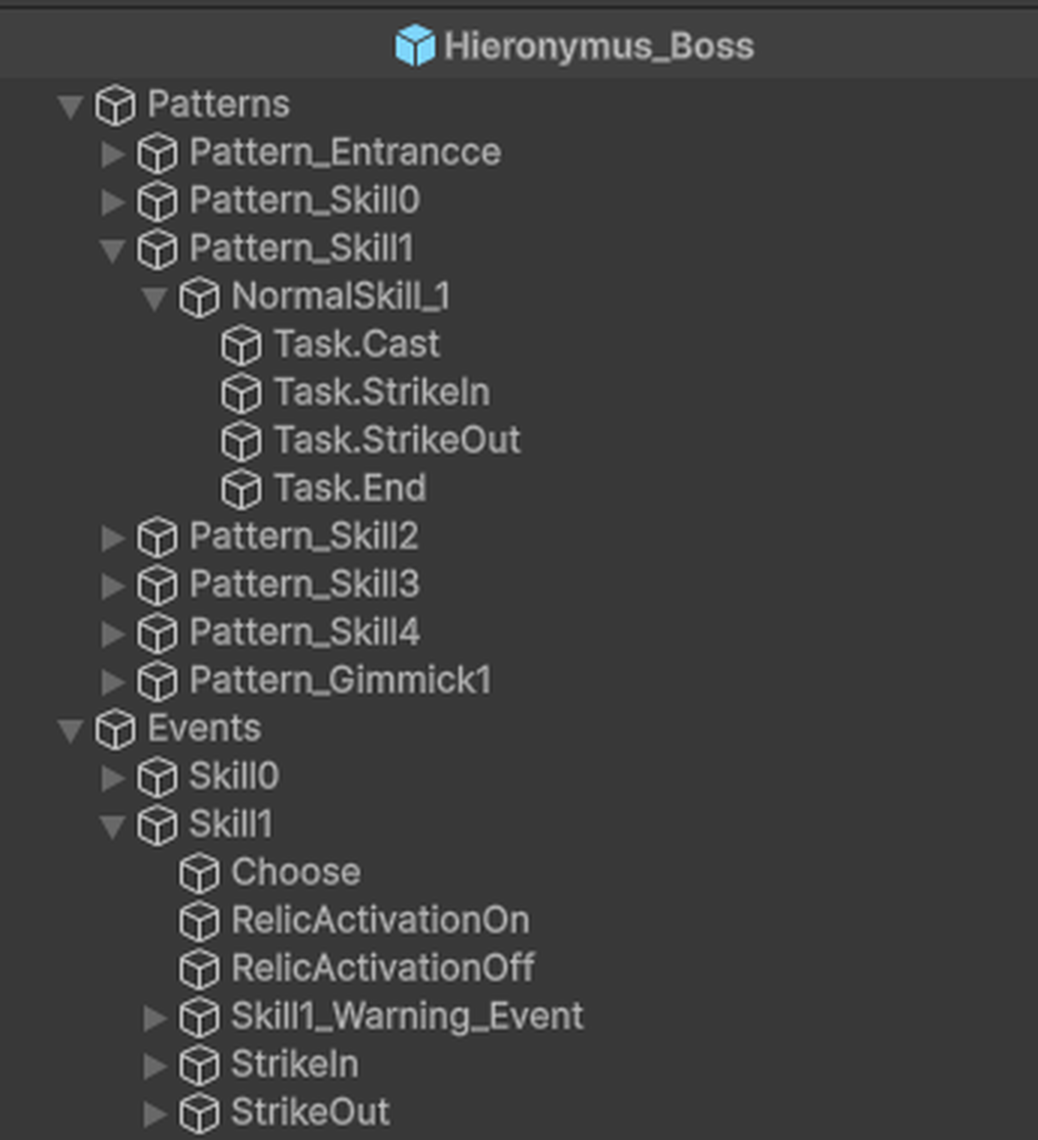 Hieronymus_Boss
Patterns
Pattern_Entrancce
Pattern_Skill0
Pattern_Skill1
NormalSkill_1
Task.Cast
Task.StrikeIn
Task.StrikeOut
Task.End
Pattern_Skill2
Pattern_Skill3
Pattern_Skill4
Pattern_Gimmick1
Events
Skill0
Skill1
Choose
RelicActivationOn
RelicActivationOff
Skill1_Warning_Event
StrikeIn
StrikeOut